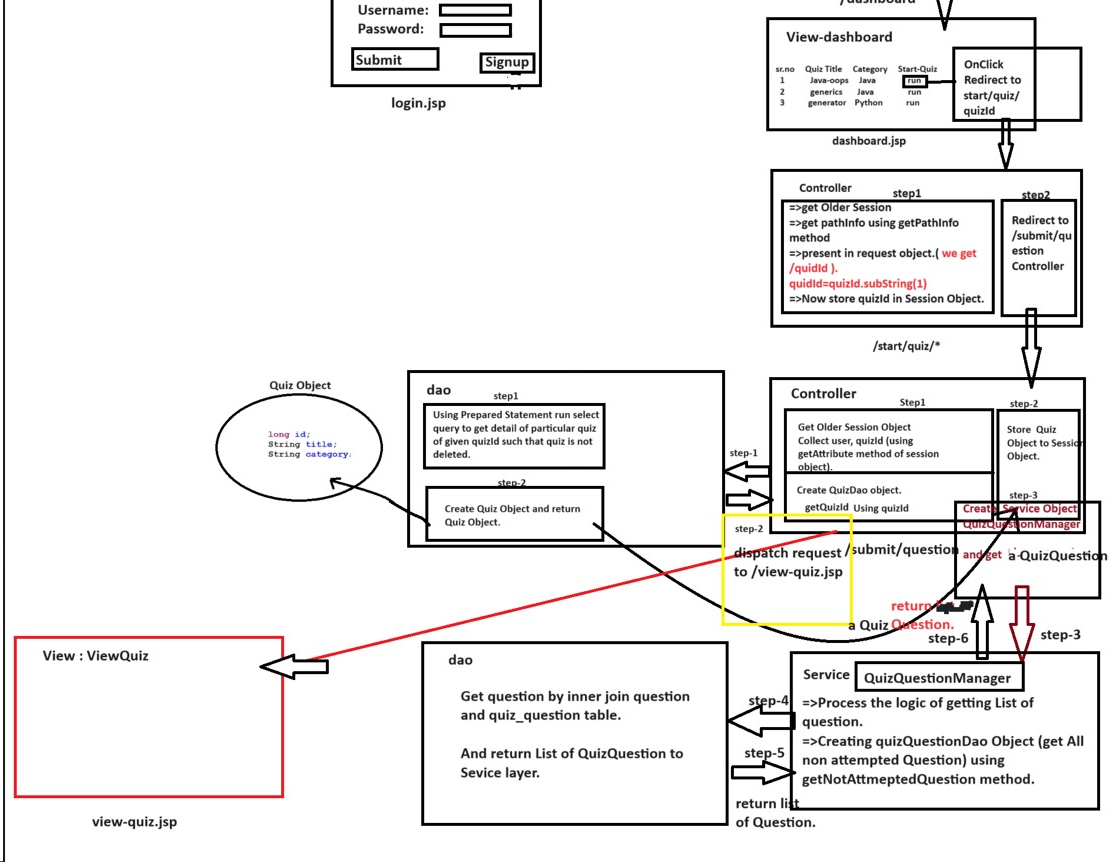 /dashboard
Username:
Password:
Submit
Signup
login.jsp
View-dashboard
sr.no Quiz Title Category Start-Quiz
1 Java-oops Java run
2 generics Java run
3 generator Python run
OnClick
Redirect to
start/quiz/
quizId
dashboard.jsp
Controller
step1
=>get Older Session
=>get pathInfo using getPathInfo
method
=>present in request object.( we get
/quidId ).
quidId=quizId.subString(1)
=>Now store quizId in Session Object.
step2
Redirect to
/submit/qu
estion
Controller
/start/quiz/*
Quiz Object
long id;
String title;
String category;
dao
step1
Using Prepared Statement run select
query to get detail of particular quiz
of given quizId such that quiz is not
deleted.
step-2
Create Quiz Object and return
Quiz Object.
step-1
step-2
Controller
Step1
Get Older Session Object
Collect user, quizId (using
getAttribute method of session
object).
Create QuizDao object.
getQuizId Using quizId
step-2
Store Quiz
Object to Session
Object.
step-3
Create Service Object
QuizQuestionManager
and get
a QuizQuestion
/submit/question
dispatch request
to /view-quiz.jsp
return
a Quiz Question.
step-6
step-3
View : ViewQuiz
view-quiz.jsp
dao
Get question by inner join question
and quiz_question table.
And return List of QuizQuestion to
Sevice layer.
step-4
step-5
return list
of Question.
Service
QuizQuestionManager
=>Process the logic of getting List of
question.
=>Creating quizQuestionDao Object (get All
non attempted Question) using
getNotAttmeptedQuestion method.